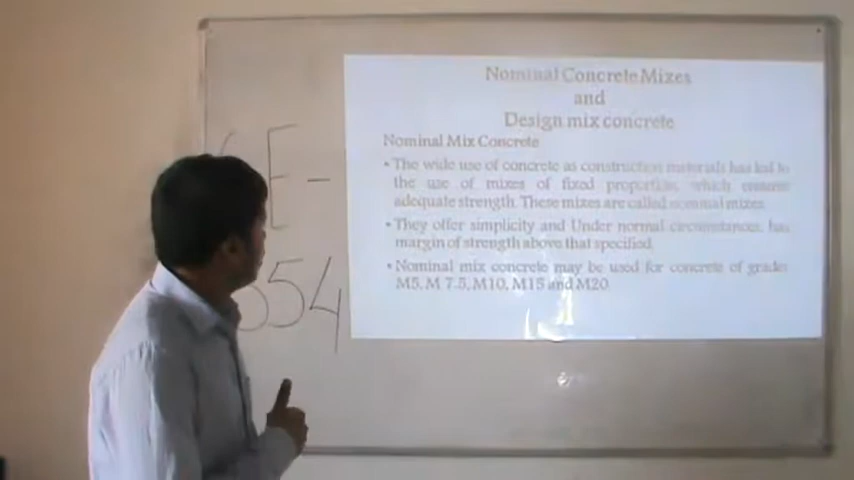 Nominal Concrete Mixes
and
Design mix concrete
Nominal Mix Concrete
• The wide use of concrete as construction materials has led to
the use of mixes of fixed proportion, which ensures
adequate strength. These mixes are called nominal mixes.
• They offer simplicity and Under normal circumstances, has
margin of strength above that specified.
• Nominal mix concrete may be used for concrete of grades
M5, M 7.5, M10, M15 and M20.
CE-
554